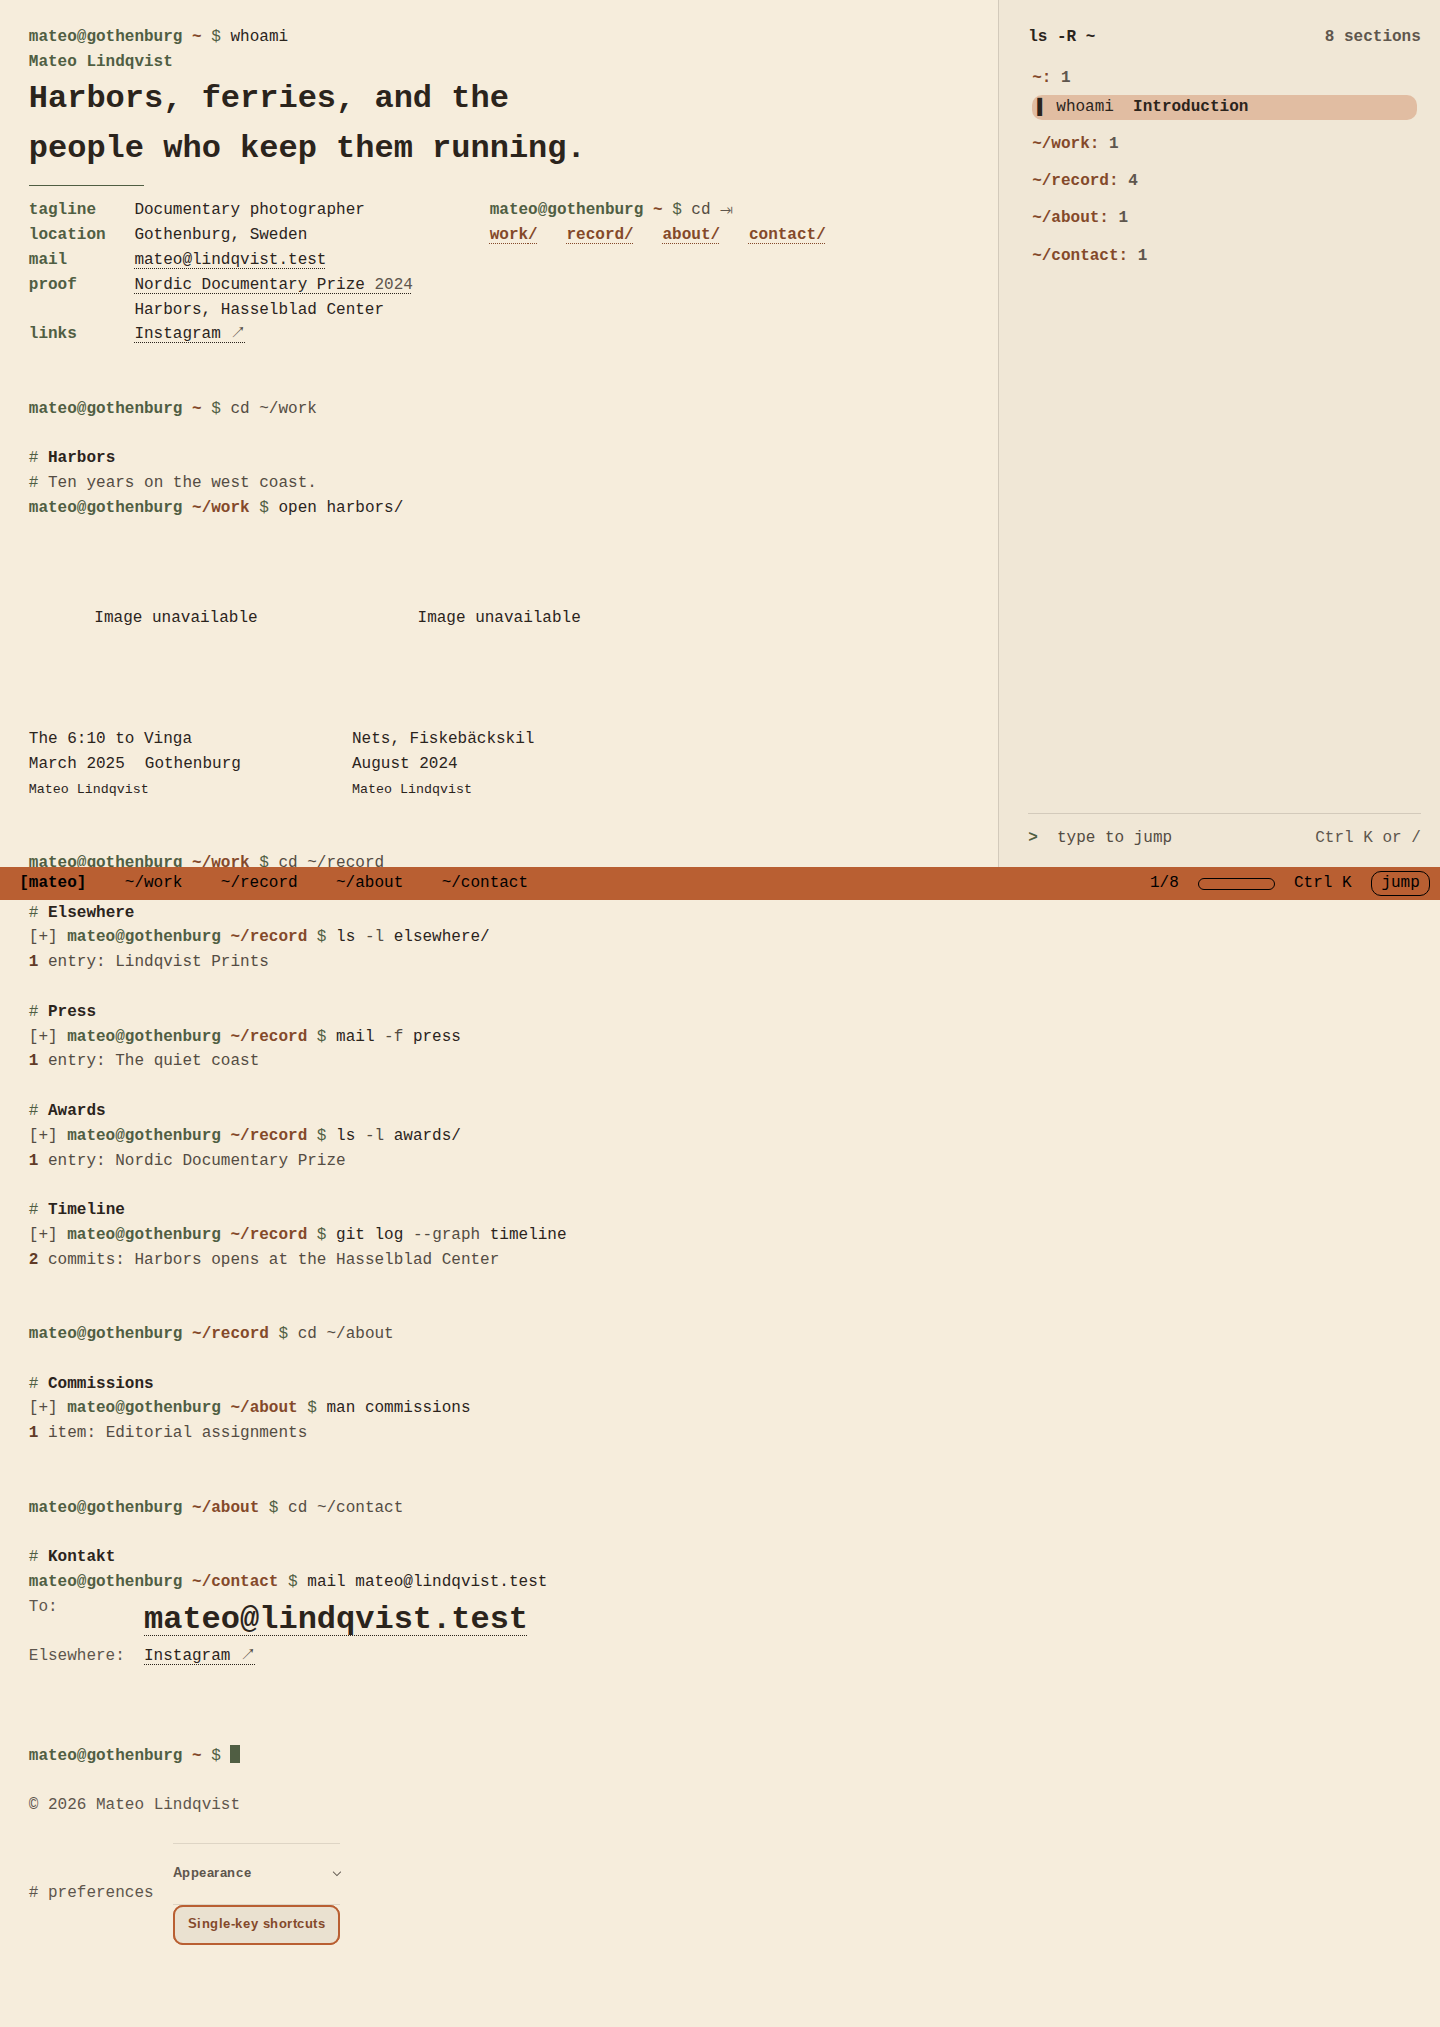 mateo@gothenburg ~ $ whoami
Mateo Lindqvist
Harbors, ferries, and the
people who keep them running.
tagline Documentary photographer
location Gothenburg, Sweden
mail mateo@lindqvist.test
proof Nordic Documentary Prize 2024
Harbors, Hasselblad Center
links Instagram ↗
mateo@gothenburg ~ $ cd ⇥
work/ record/ about/ contact/
mateo@gothenburg ~ $ cd ~/work
# Harbors
# Ten years on the west coast.
mateo@gothenburg ~/work $ open harbors/
Image unavailable
Image unavailable
The 6:10 to Vinga
March 2025 Gothenburg
Mateo Lindqvist
Nets, Fiskebäckskil
August 2024
Mateo Lindqvist
mateo@gothenburg ~/work $ cd ~/record
ls -R ~ 8 sections
~: 1
whoami Introduction
~/work: 1
~/record: 4
~/about: 1
~/contact: 1
> type to jump Ctrl K or /
[mateo] ~/work ~/record ~/about ~/contact 1/8 Ctrl K jump
# Elsewhere
[+] mateo@gothenburg ~/record $ ls -l elsewhere/
1 entry: Lindqvist Prints
# Press
[+] mateo@gothenburg ~/record $ mail -f press
1 entry: The quiet coast
# Awards
[+] mateo@gothenburg ~/record $ ls -l awards/
1 entry: Nordic Documentary Prize
# Timeline
[+] mateo@gothenburg ~/record $ git log --graph timeline
2 commits: Harbors opens at the Hasselblad Center
mateo@gothenburg ~/record $ cd ~/about
# Commissions
[+] mateo@gothenburg ~/about $ man commissions
1 item: Editorial assignments
mateo@gothenburg ~/about $ cd ~/contact
# Kontakt
mateo@gothenburg ~/contact $ mail mateo@lindqvist.test
To: mateo@lindqvist.test
Elsewhere: Instagram ↗
mateo@gothenburg ~ $
© 2026 Mateo Lindqvist
# preferences
Appearance
Single-key shortcuts